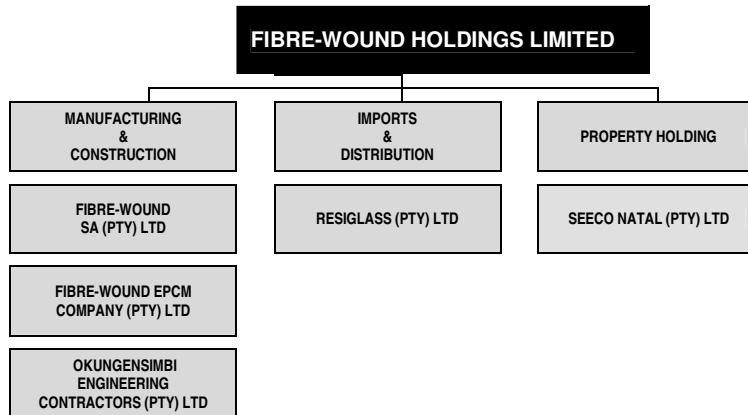 FIBRE-WOUND HOLDINGS LIMITED
MANUFACTURING
&
CONSTRUCTION
IMPORTS
&
DISTRIBUTION
PROPERTY HOLDING
FIBRE-WOUND
SA (PTY) LTD
RESIGLASS (PTY) LTD
SEECO NATAL (PTY) LTD
FIBRE-WOUND EPCM
COMPANY (PTY) LTD
OKUNGENSIMBI
ENGINEERING
CONTRACTORS (PTY) LTD